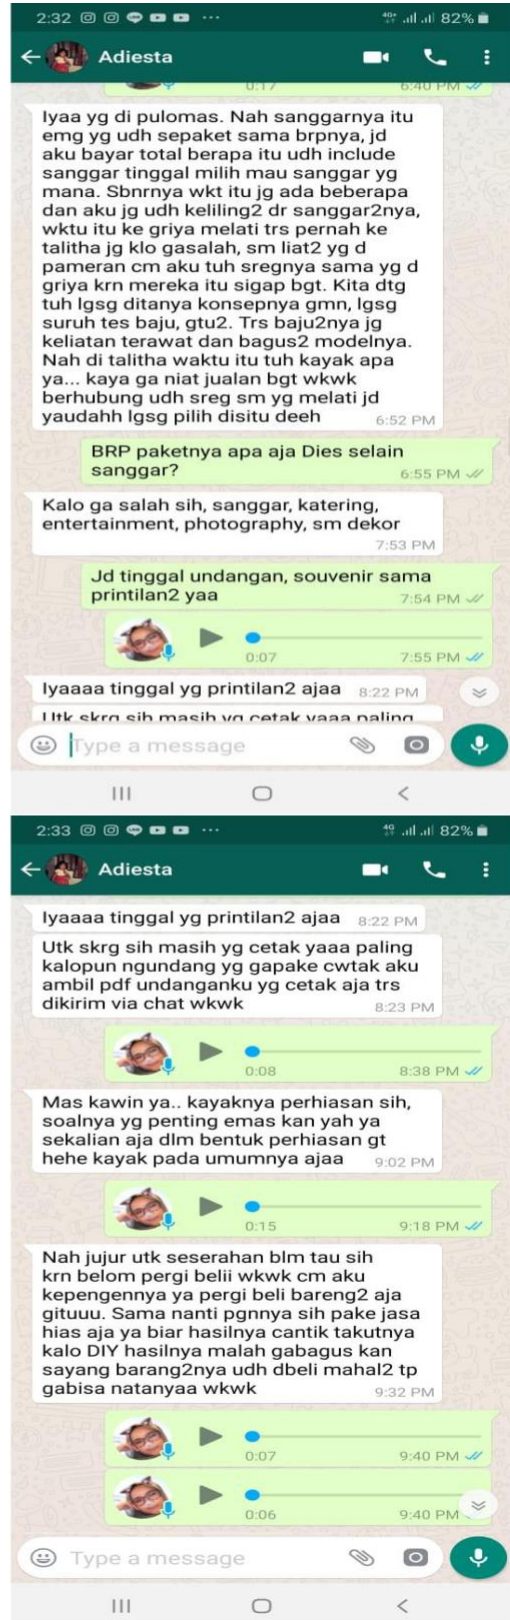 2:32 ... 4G+ 82%
Adiesta
0:17 6:40 PM
Iyaa yg di pulomas. Nah sanggarnya itu
emg yg udh sepaket sama brpnya, jd
aku bayar total berapa itu udh include
sanggar tinggal milih mau sanggar yg
mana. Sbnrnya wkt itu jg ada beberapa
dan aku jg udh keliling2 dr sanggar2nya,
wktu itu ke griya melati trs pernah ke
talitha jg klo gasalah, sm liat2 yg d
pameran cm aku tuh sregnya sama yg d
griya krn mereka itu sigap bgt. Kita dtg
tuh lgsg ditanya konsepnya gmn, lgsg
suruh tes baju, gtu2. Trs baju2nya jg
keliatan terawat dan bagus2 modelnya.
Nah di talitha waktu itu tuh kayak apa
ya... kaya ga niat jualan bgt wkwk
berhubung udh sreg sm yg melati jd
yaudahh lgsg pilih disitu deeh 6:52 PM
BRP paketnya apa aja Dies selain
sanggar? 6:55 PM
Kalo ga salah sih, sanggar, katering,
entertainment, photography, sm dekor
7:53 PM
Jd tinggal undangan, souvenir sama
printilan2 yaa 7:54 PM
0:07 7:55 PM
Iyaaaa tinggal yg printilan2 ajaa 8:22 PM
Utk skrg sih masih yg cetak yaaa paling
Type a message
2:33 ... 4G 82%
Adiesta
Iyaaaa tinggal yg printilan2 ajaa 8:22 PM
Utk skrg sih masih yg cetak yaaa paling
kalopun ngundang yg gapake cwtak aku
ambil pdf undanganku yg cetak aja trs
dikirim via chat wkwk 8:23 PM
0:08 8:38 PM
Mas kawin ya.. kayaknya perhiasan sih,
soalnya yg penting emas kan yah ya
sekalian aja dlm bentuk perhiasan gt
hehe kayak pada umumnya ajaa 9:02 PM
0:15 9:18 PM
Nah jujur utk seserahan blm tau sih
krn belom pergi belii wkwk cm aku
kepengennya ya pergi beli bareng2 aja
gituuu. Sama nanti pgnnya sih pake jasa
hias aja ya biar hasilnya cantik takutnya
kalo DIY hasilnya malah gabagus kan
sayang barang2nya udh dbeli mahal2 tp
gabisa natanyaa wkwk 9:32 PM
0:07 9:40 PM
0:06 9:40 PM
Type a message